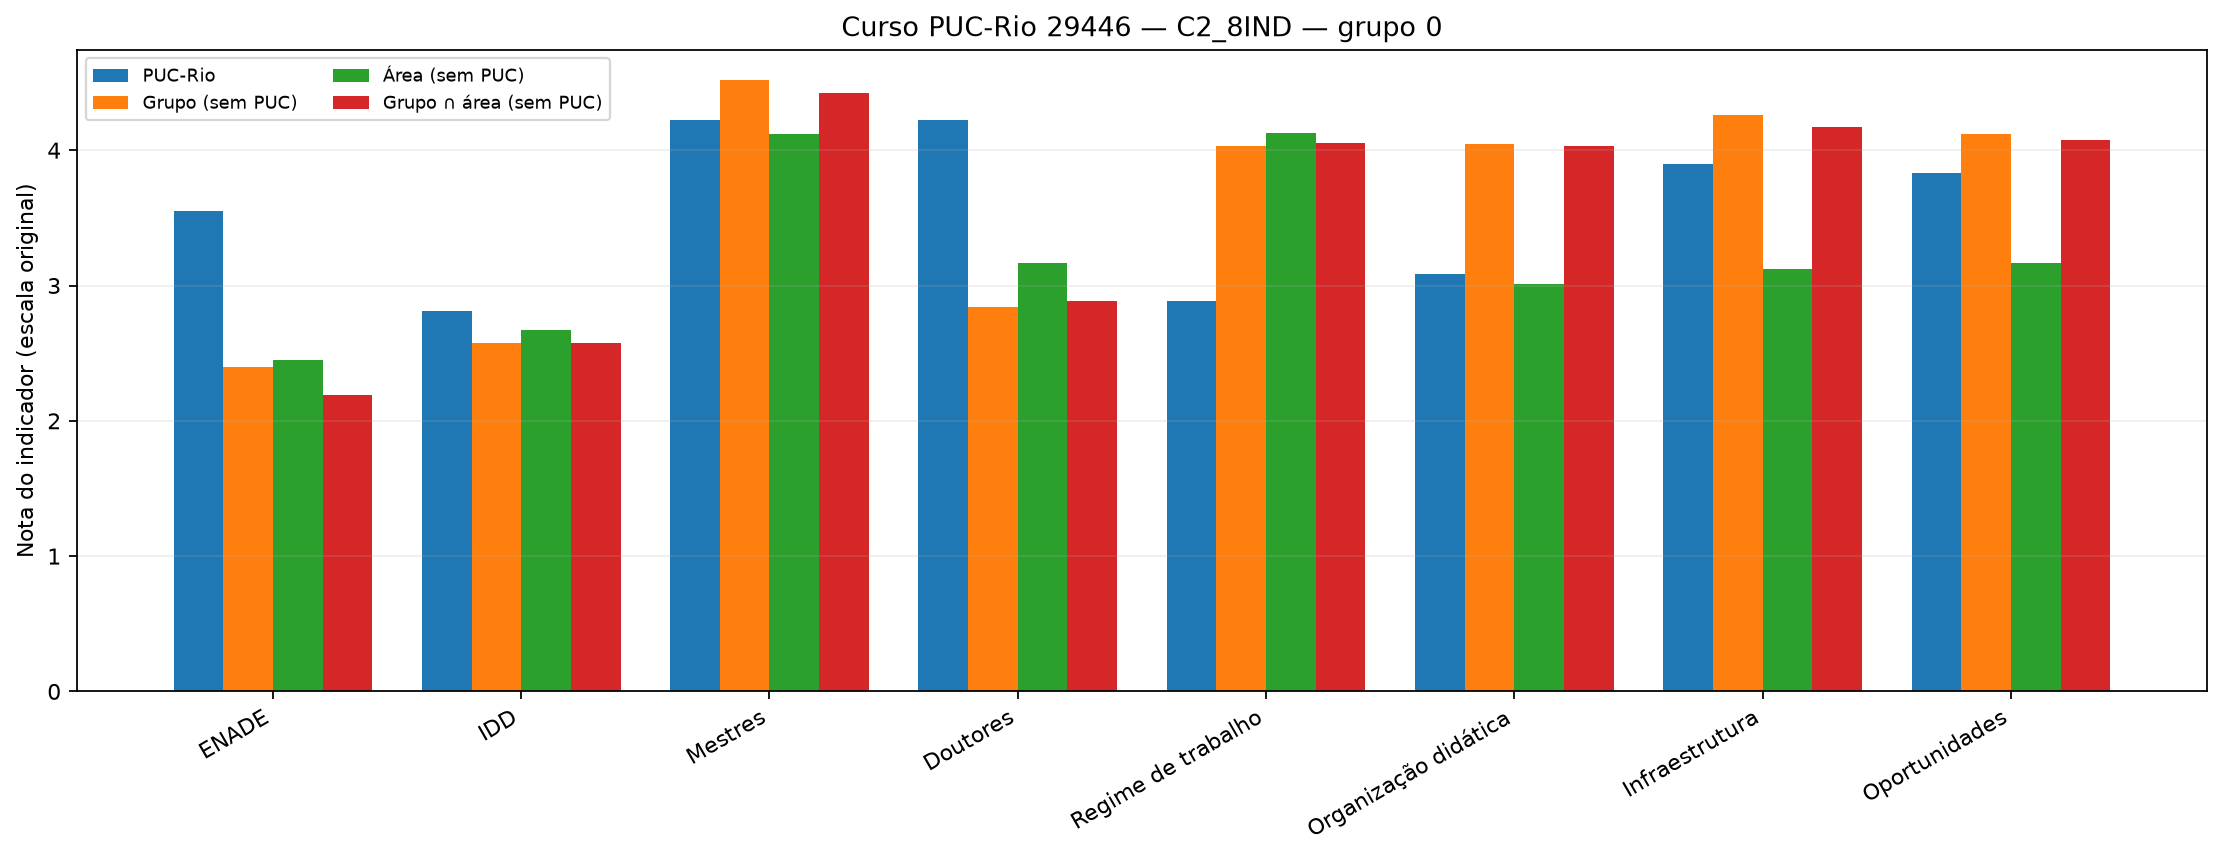 Curso PUC-Rio 29446 — C2_8IND — grupo 0
PUC-Rio
Grupo (sem PUC)
Área (sem PUC)
Grupo ∩ área (sem PUC)
Nota do indicador (escala original)
4
3
2
1
0
ENADE
IDD
Mestres
Doutores
Regime de trabalho
Organização didática
Infraestrutura
Oportunidades